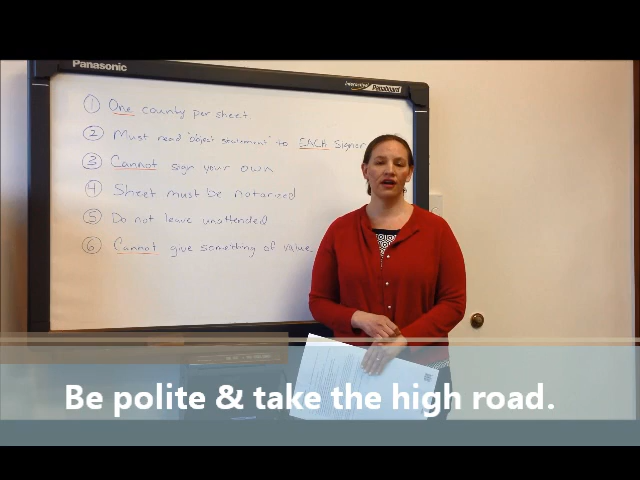 Panasonic
Interactive Panaboard
① One county per sheet
② Must read "object statement" to EACH Signor
③ Cannot sign your own
④ Sheet must be notarized
⑤ Do not leave unattended
⑥ Cannot give something of value
Be polite & take the high road.